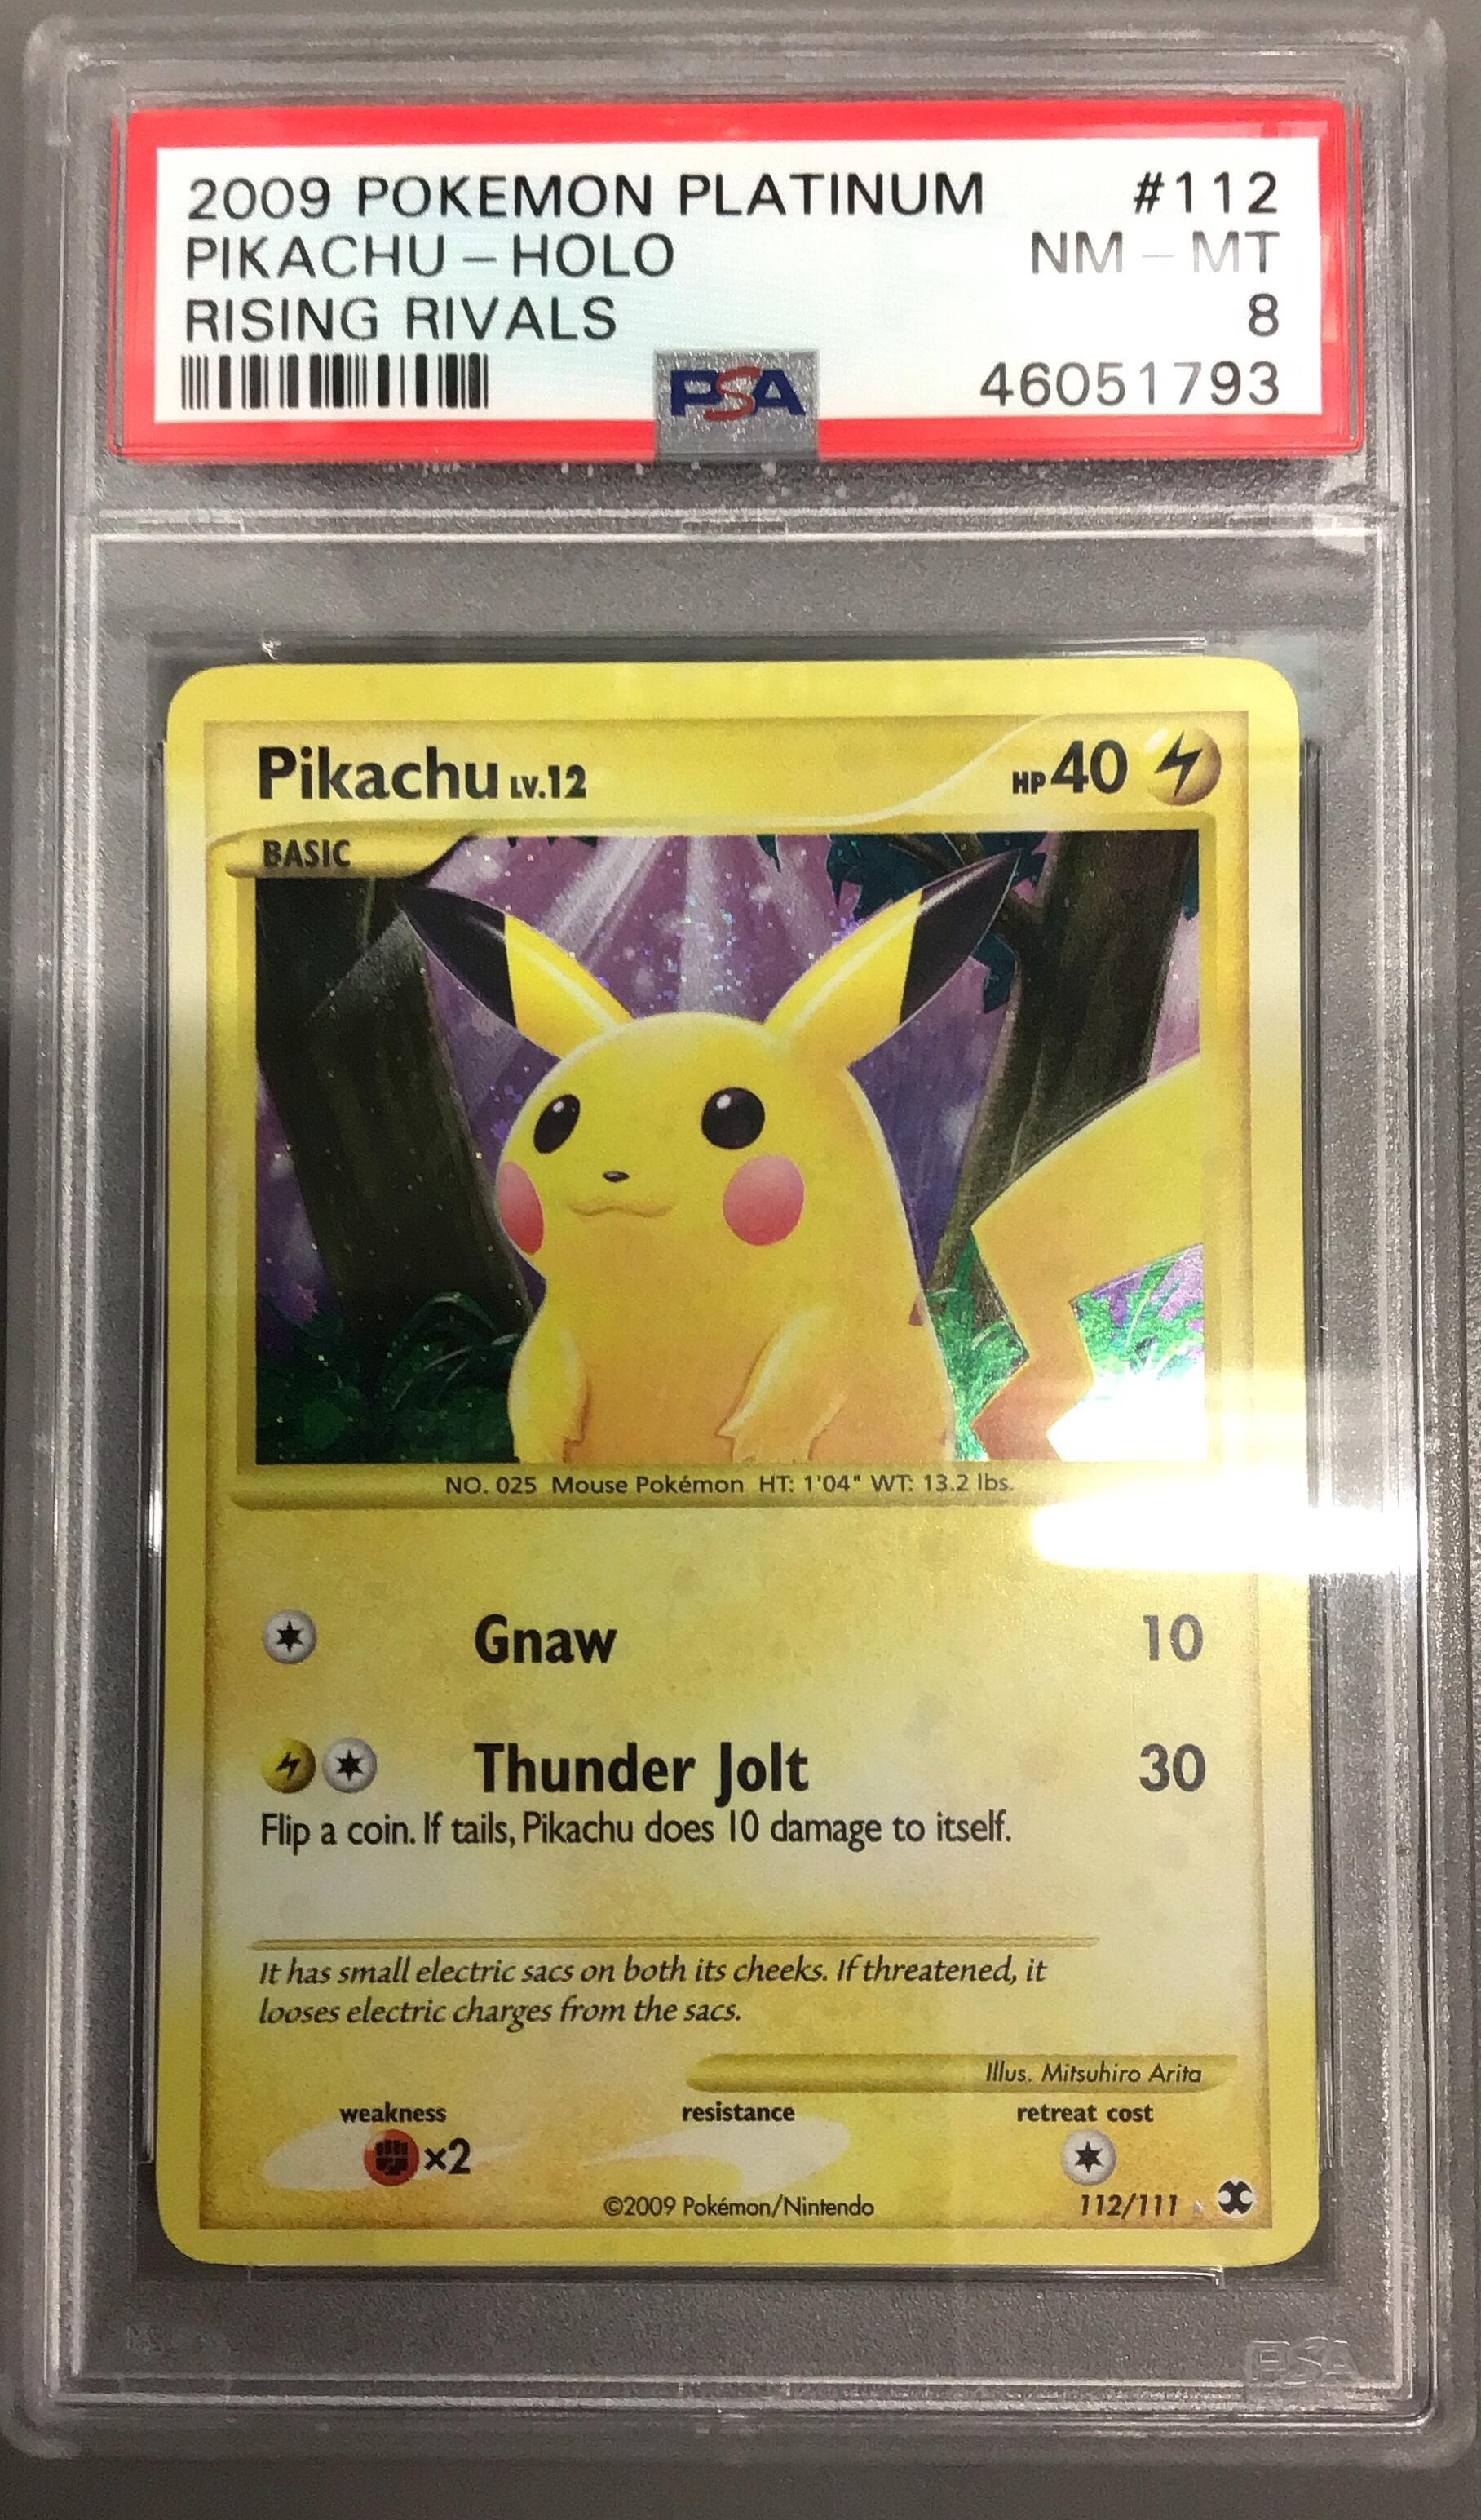 2009 POKEMON PLATINUM #112
PIKACHU - HOLO NM - MT
RISING RIVALS 8
PSA 46051793
Pikachu LV.12 HP 40
BASIC
NO. 025 Mouse Pokémon HT: 1'04" WT: 13.2 lbs.
Gnaw 10
Thunder Jolt 30
Flip a coin. If tails, Pikachu does 10 damage to itself.
It has small electric sacs on both its cheeks. If threatened, it
looses electric charges from the sacs.
Illus. Mitsuhiro Arita
weakness resistance retreat cost
×2
©2009 Pokémon/Nintendo 112/111
PSA